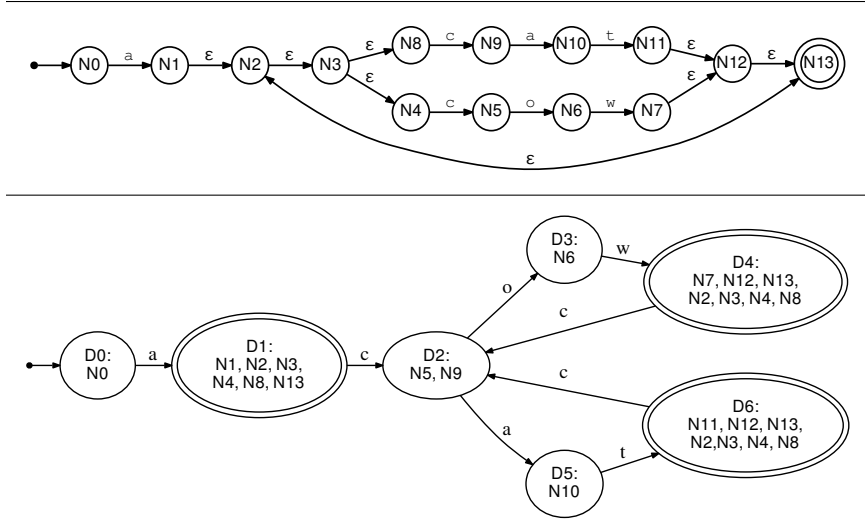 N0 a N1 ε N2 ε N3 ε N8 c N9 a N10 t N11 ε N12 ε N13
ε N4 c N5 o N6 w N7 ε
ε
D0:
N0
a
D1:
N1, N2, N3,
N4, N8, N13
c
D2:
N5, N9
o
D3:
N6
w
D4:
N7, N12, N13,
N2, N3, N4, N8
c
a
D5:
N10
t
D6:
N11, N12, N13,
N2,N3, N4, N8
c